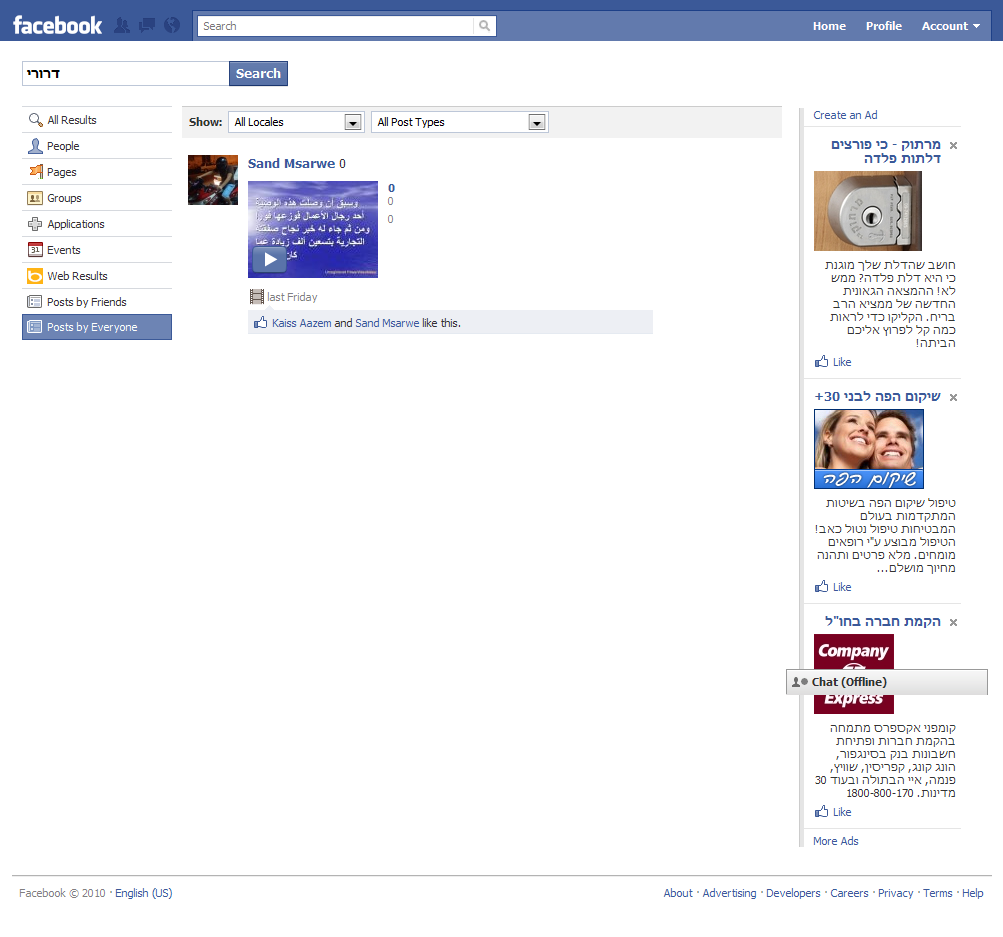 facebook
Search
Home
Profile
Account
דרורי
Search
All Results
People
Pages
Groups
Applications
31
Events
Web Results
Posts by Friends
Posts by Everyone
Show:
All Locales
All Post Types
Sand Msarwe 0
وسبق أن وصلت هذه الوصية
أحد رجال الأعمال فوزعها فورا
ومن ثم جاء له خبر نجاح صفقته
التجارية بتسعين ألف زيادة عما
كان
0
0
0
last Friday
Kaiss Aazem and Sand Msarwe like this.
Create an Ad
מרתוק - כי פורצים
דלתות פלדה
חושב שהדלת שלך מוגנת
כי היא דלת פלדה? ממש
לא! ההמצאה הגאונית
החדשה של ממציא הרב
בריח. הקליקו כדי לראות
כמה קל לפרוץ אליכם
הביתה!
Like
שיקום הפה לבני 30+
שיקום הפה
טיפול שיקום הפה בשיטות
המתקדמות בעולם
המבטיחות טיפול נטול כאב!
הטיפול מבוצע ע"י רופאים
מומחים. מלא פרטים ותהנה
מחיוך מושלם...
Like
הקמת חברה בחו"ל
Company
Chat (Offline)
Express
קומפני אקספרס מתמחה
בהקמת חברות ופתיחת
חשבונות בנק בסינגפור,
הונג קונג, קפריסין, שוויץ,
פנמה, איי הבתולה ובעוד 30
מדינות. 1800-800-170
Like
More Ads
Facebook © 2010 · English (US)
About · Advertising · Developers · Careers · Privacy · Terms · Help